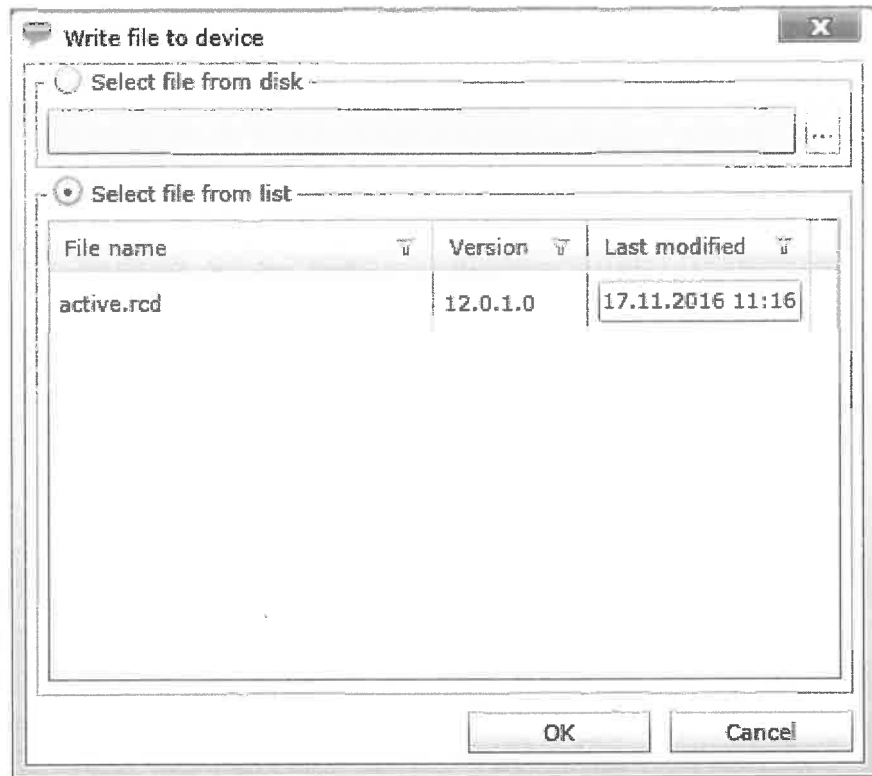 Write file to device
Select file from disk
...
Select file from list
File name Version Last modified
active.rcd 12.0.1.0 17.11.2016 11:16
OK Cancel